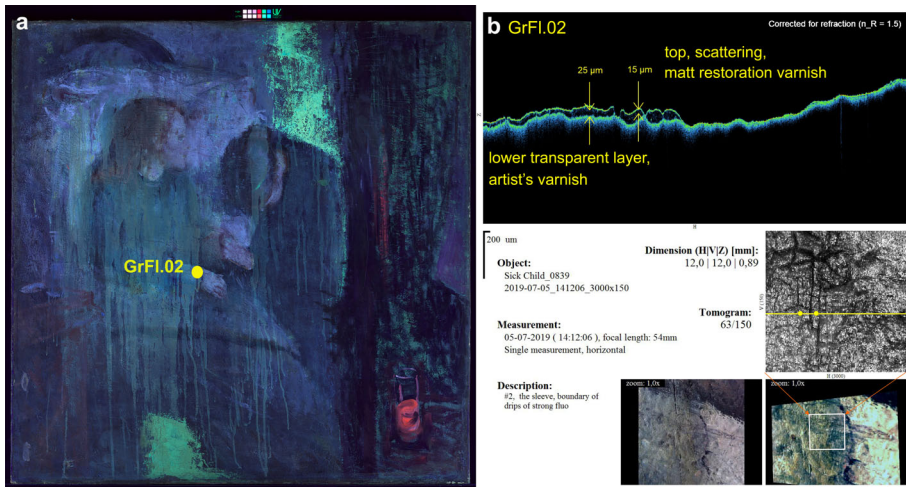 a
UV
GrFl.02
b GrFl.02
Corrected for refraction (n_R = 1.5)
top, scattering,
matt restoration varnish
25 μm
15 μm
lower transparent layer,
artist's varnish
Z
H
200 um
Dimension (H|V|Z) [mm]:
12,0 | 12,0 | 0,89
Object:
Sick Child_0839
2019-07-05_141206_3000x150
Tomogram:
63/150
Measurement:
05-07-2019 ( 14:12:06 ), focal length: 54mm
Single measurement, horizontal
V (150)
H (3000)
Description:
#2, the sleeve, boundary of
drips of strong fluo
zoom: 1,0x
zoom: 1,0x